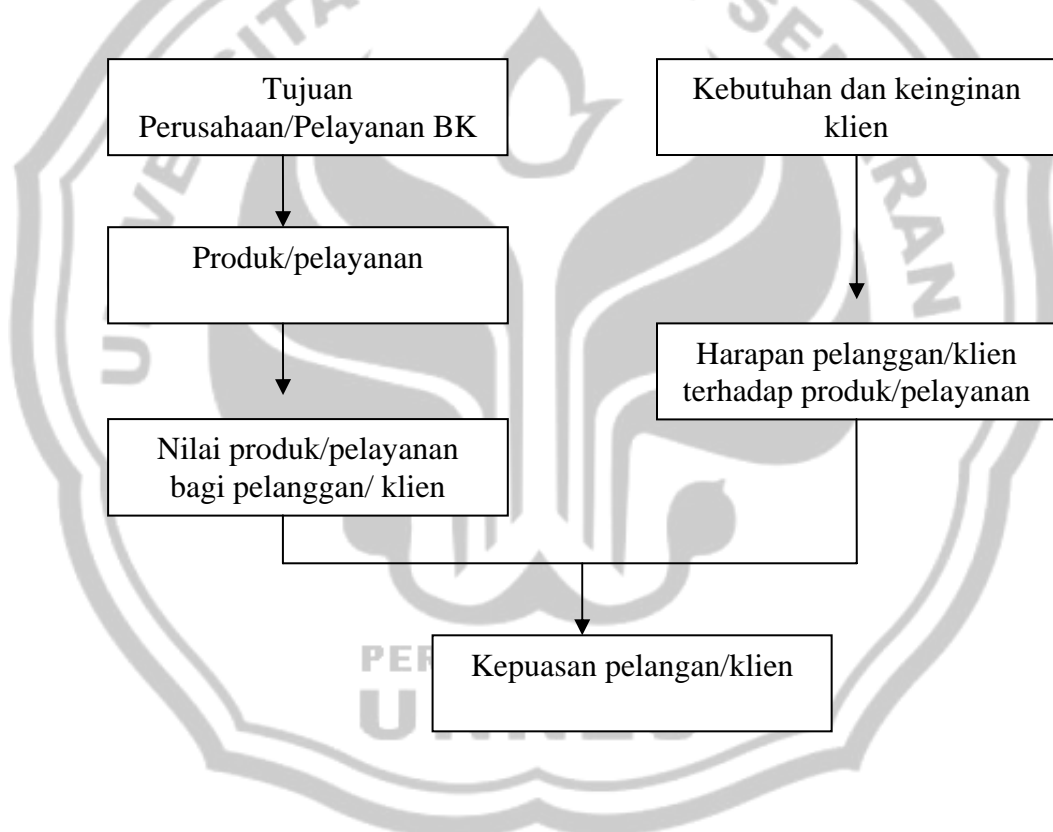 Tujuan
Perusahaan/Pelayanan BK
Kebutuhan dan keinginan
klien
Produk/pelayanan
Harapan pelanggan/klien
terhadap produk/pelayanan
Nilai produk/pelayanan
bagi pelanggan/ klien
Kepuasan pelangan/klien